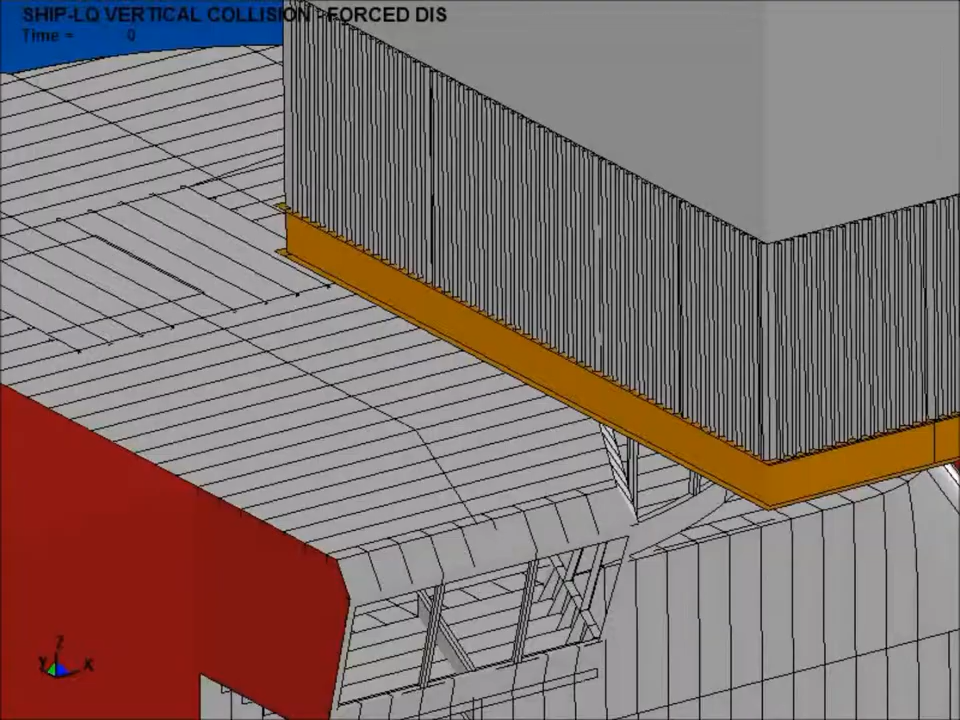 SHIP-LQ VERTICAL COLLISION - FORCED DIS
Time = 0
Z
Y X